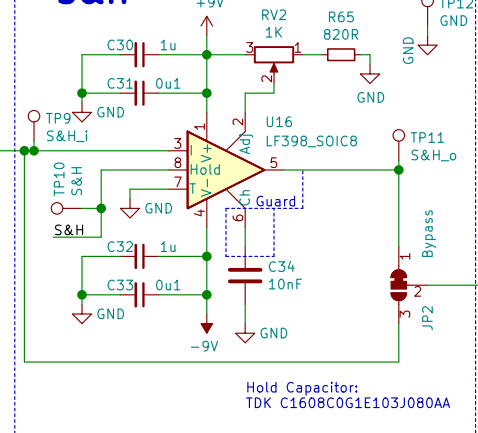 S&H
+9V
TP12
GND
GND
RV2
1K
R65
820R
3
1
2
GND
C30
1u
C31
0u1
GND
TP9
S&H_i
TP10
S&H
S&H
U16
LF398_SOIC8
1
2
3
8
7
4
5
6
I
V+
Adj
Hold
T
V-
Ch
GND
Guard
TP11
S&H_o
C32
1u
C33
0u1
GND
-9V
C34
10nF
GND
Bypass
1
2
3
JP2
Hold Capacitor:
TDK C1608C0G1E103J080AA